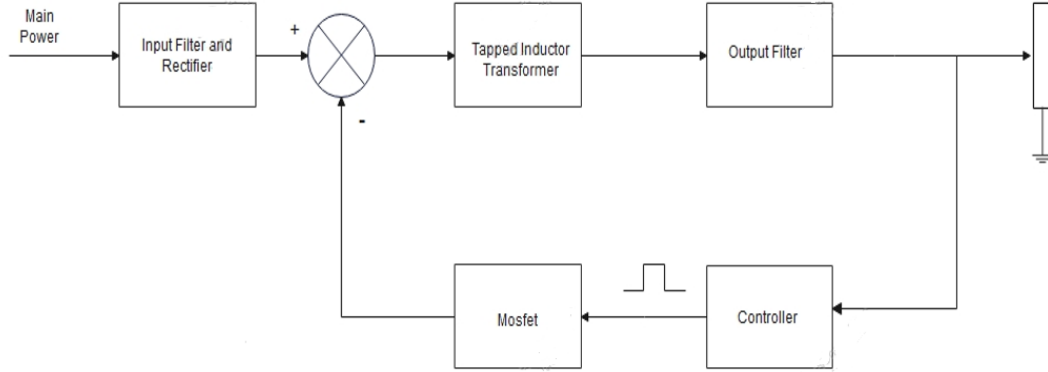 Main
Power
Input Filter and
Rectifier
+
-
Tapped Inductor
Transformer
Output Filter
Mosfet
Controller